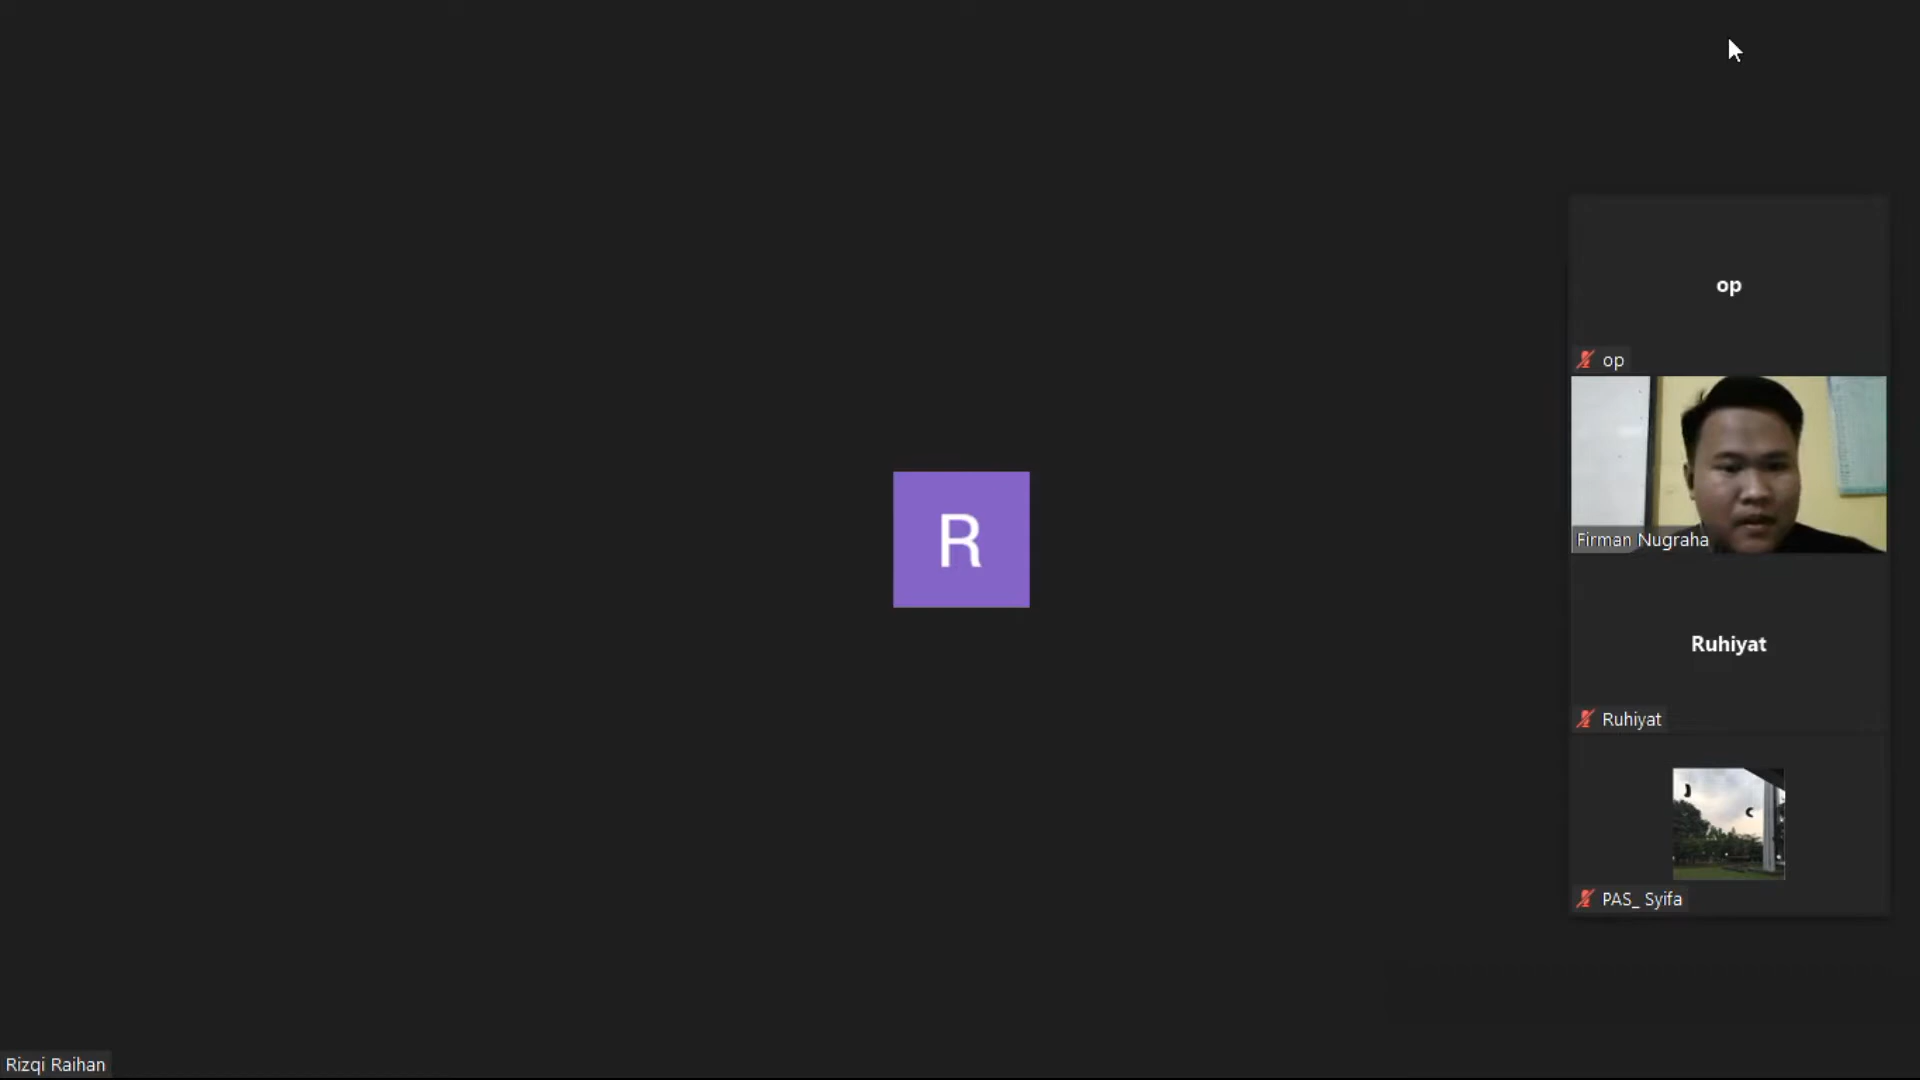 op
op
Firman Nugraha
Ruhiyat
Ruhiyat
PAS_ Syifa
R
Rizqi Raihan